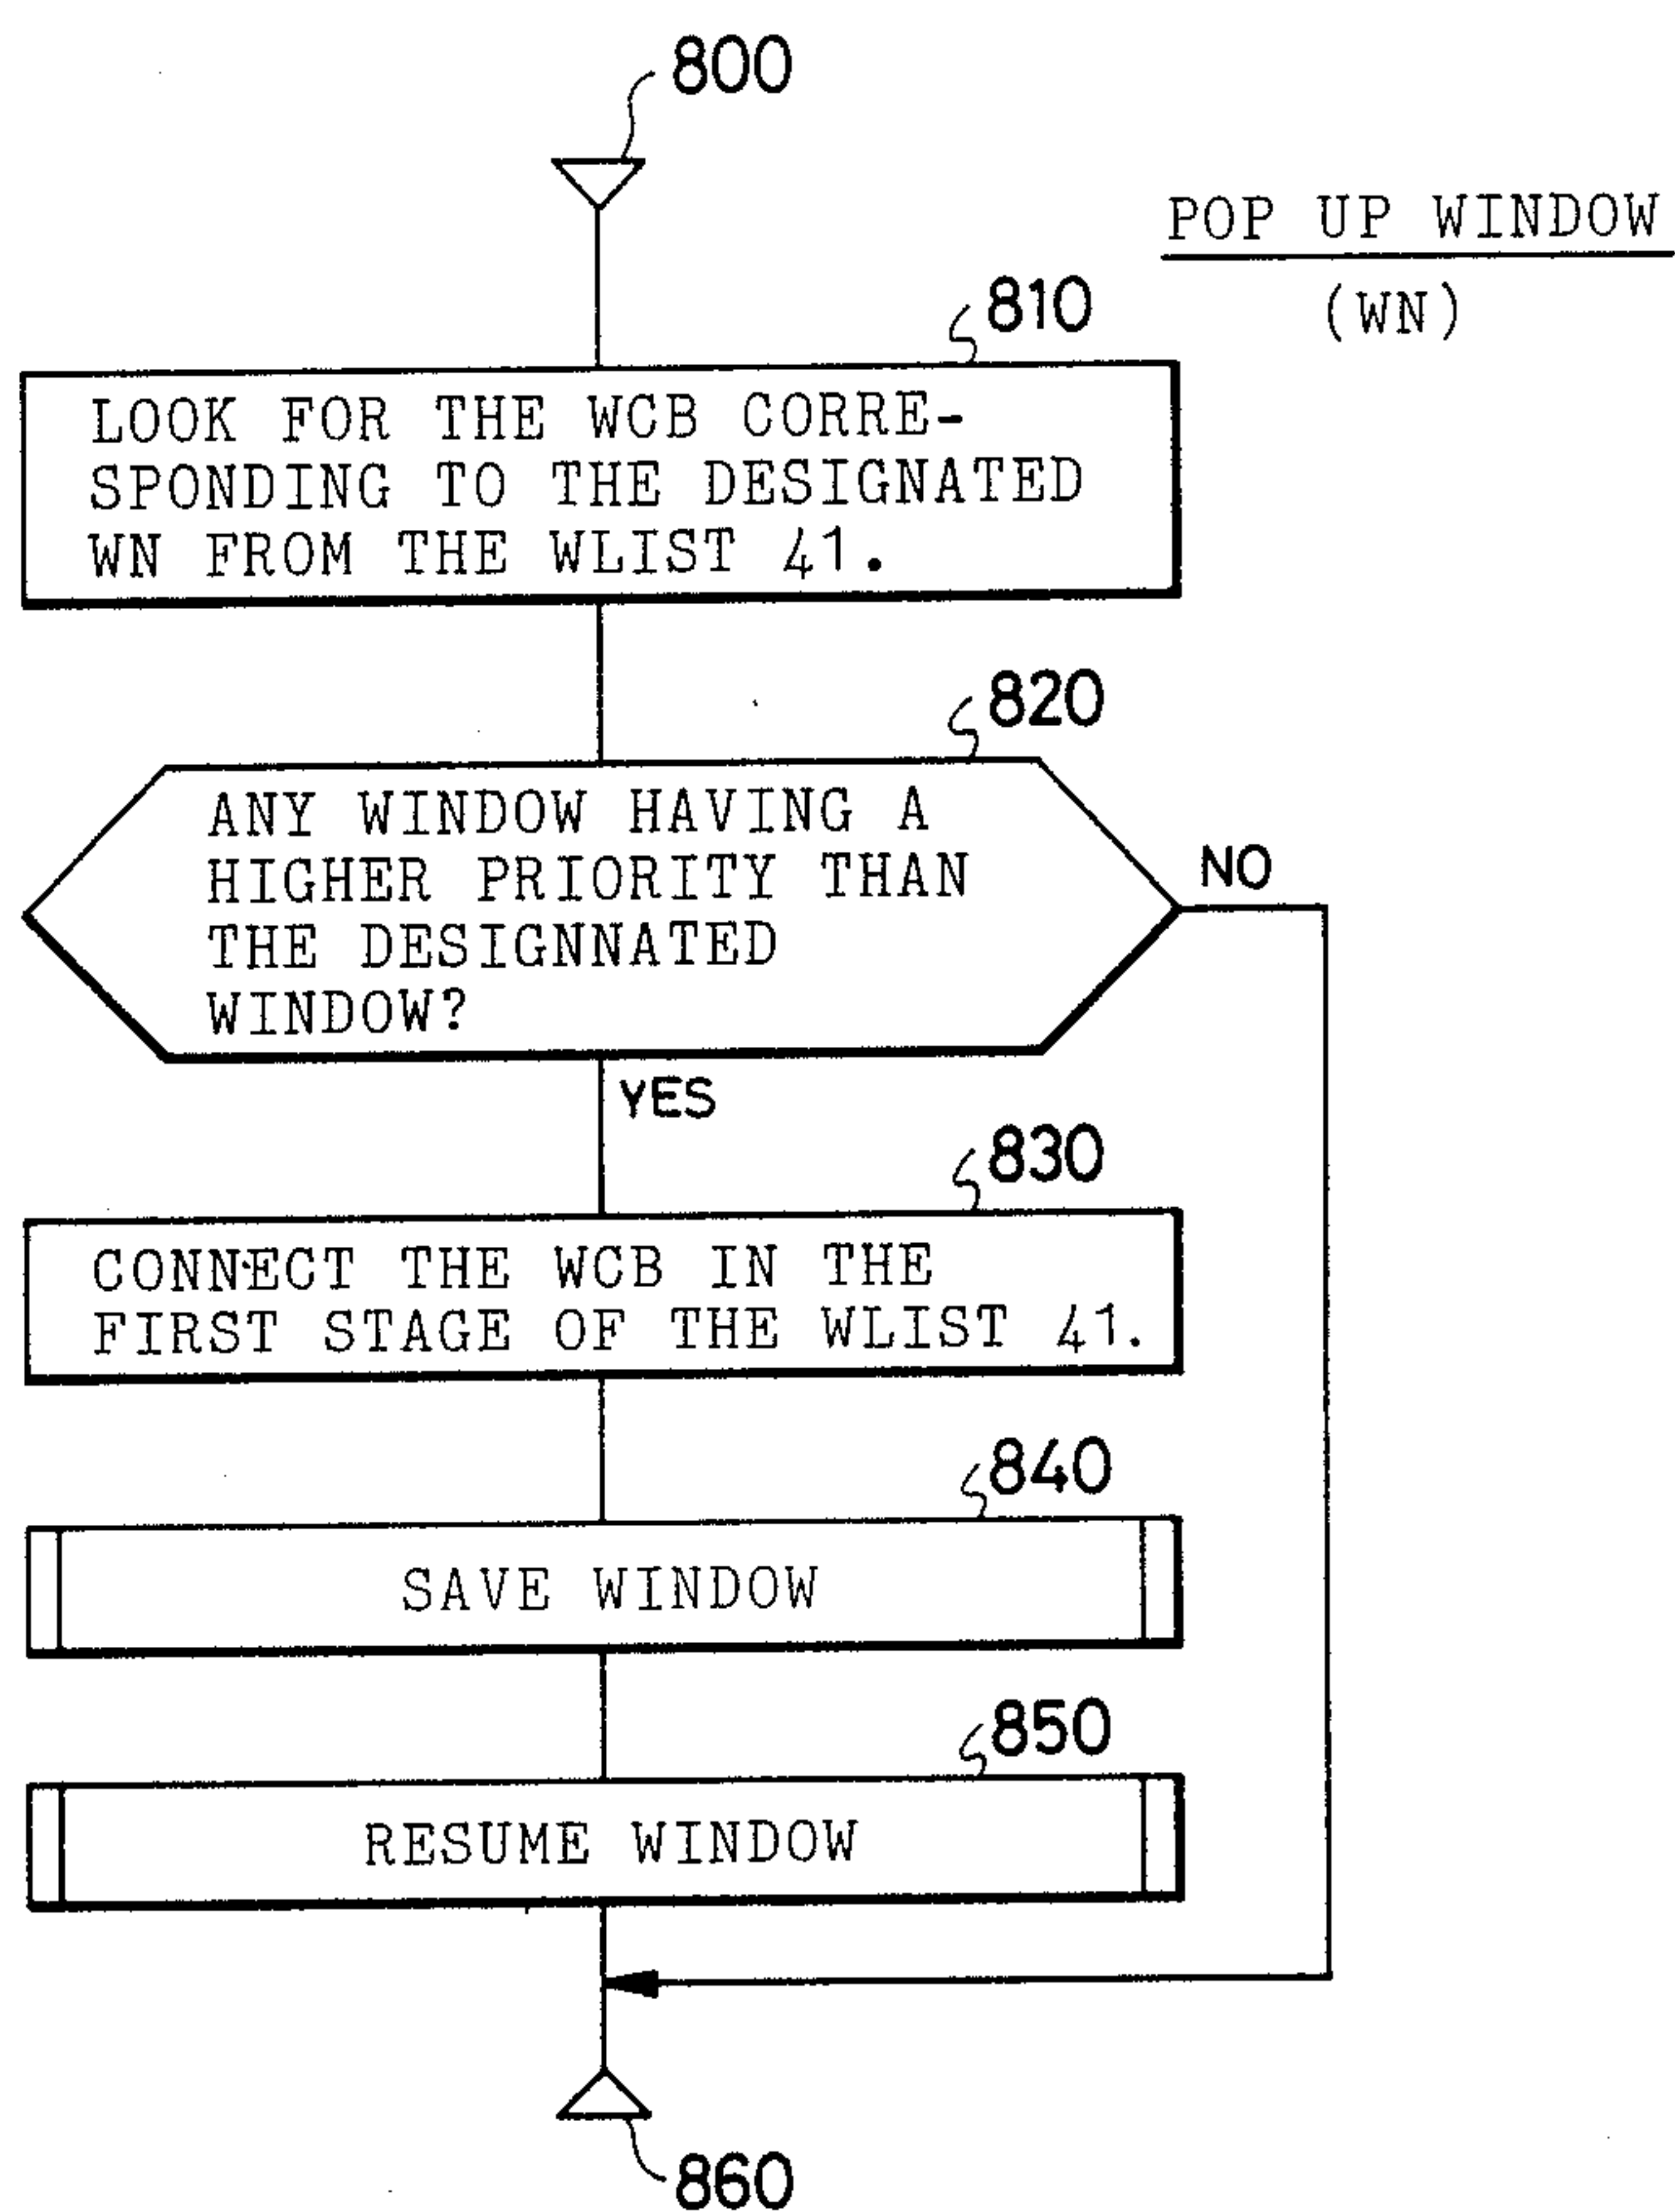 800
POP UP WINDOW
(WN)
810
LOOK FOR THE WCB CORRE-
SPONDING TO THE DESIGNATED
WN FROM THE WLIST 41.
820
ANY WINDOW HAVING A
HIGHER PRIORITY THAN
THE DESIGNNATED
WINDOW?
NO
YES
830
CONNECT THE WCB IN THE
FIRST STAGE OF THE WLIST 41.
840
SAVE WINDOW
850
RESUME WINDOW
860